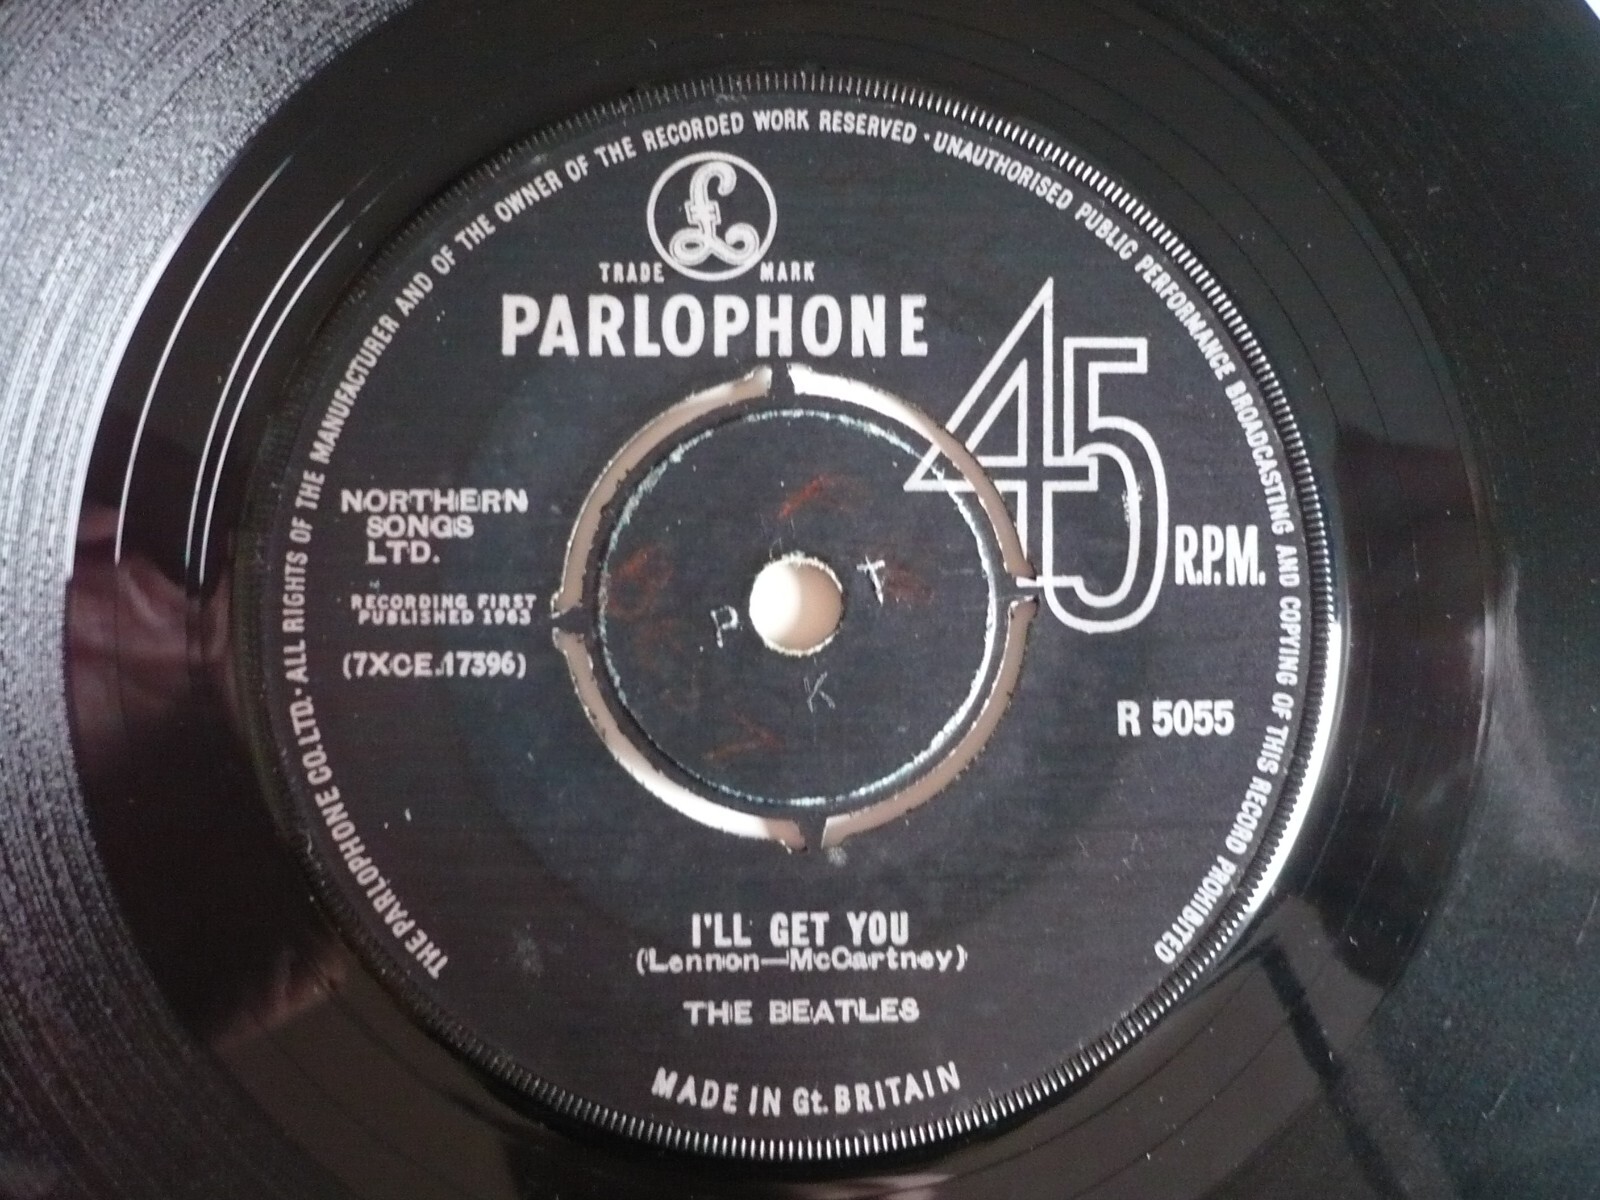 THE PARLOPHONE CO.LTD. · ALL RIGHTS OF THE MANUFACTURER AND OF THE OWNER OF THE RECORDED WORK RESERVED · UNAUTHORISED PUBLIC PERFORMANCE BROADCASTING AND COPYING OF THIS RECORD PROHIBITED
£
TRADE MARK
PARLOPHONE
45
R.P.M.
NORTHERN
SONGS
LTD.
RECORDING FIRST
PUBLISHED 1963
(7XCE.17396)
P
K
T
R 5055
I'LL GET YOU
(Lennon—McCartney)
THE BEATLES
MADE IN Gt. BRITAIN